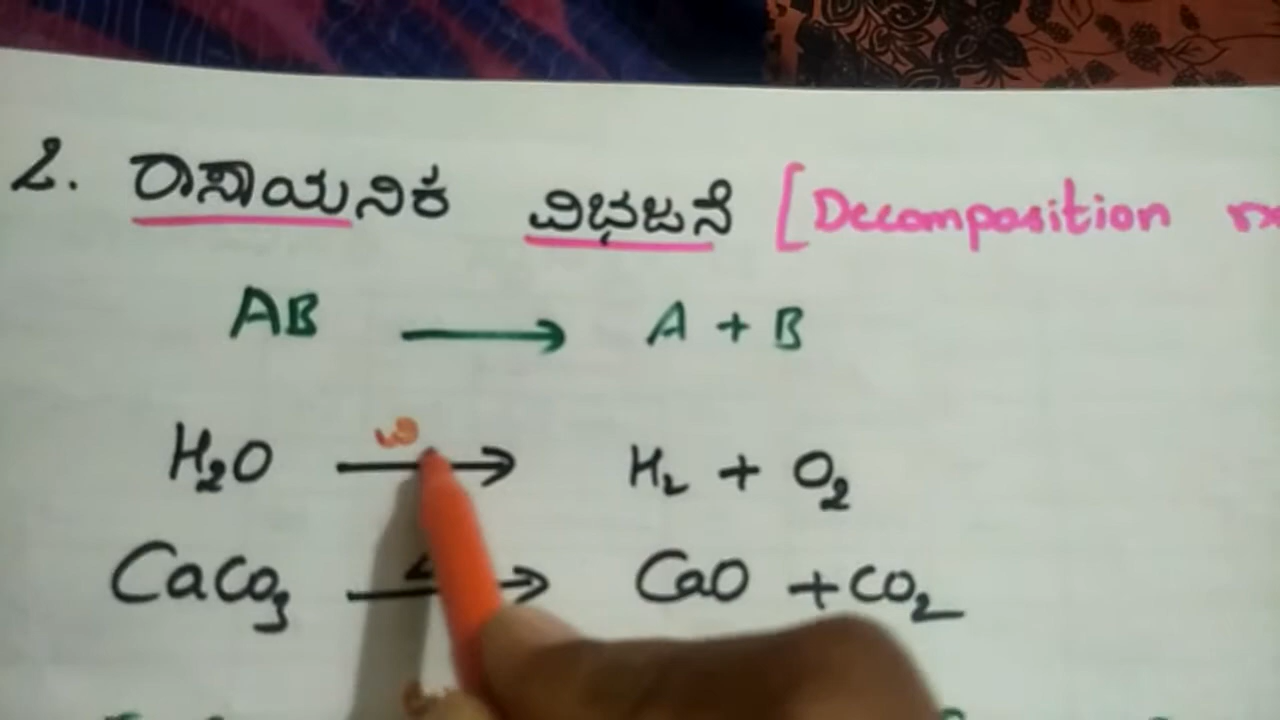 2. ರಾಸಾಯನಿಕ ವಿಭಜನೆ [Decomposition
AB → A + B
H₂O → H₂ + O₂
CaCO₃ → CaO + CO₂